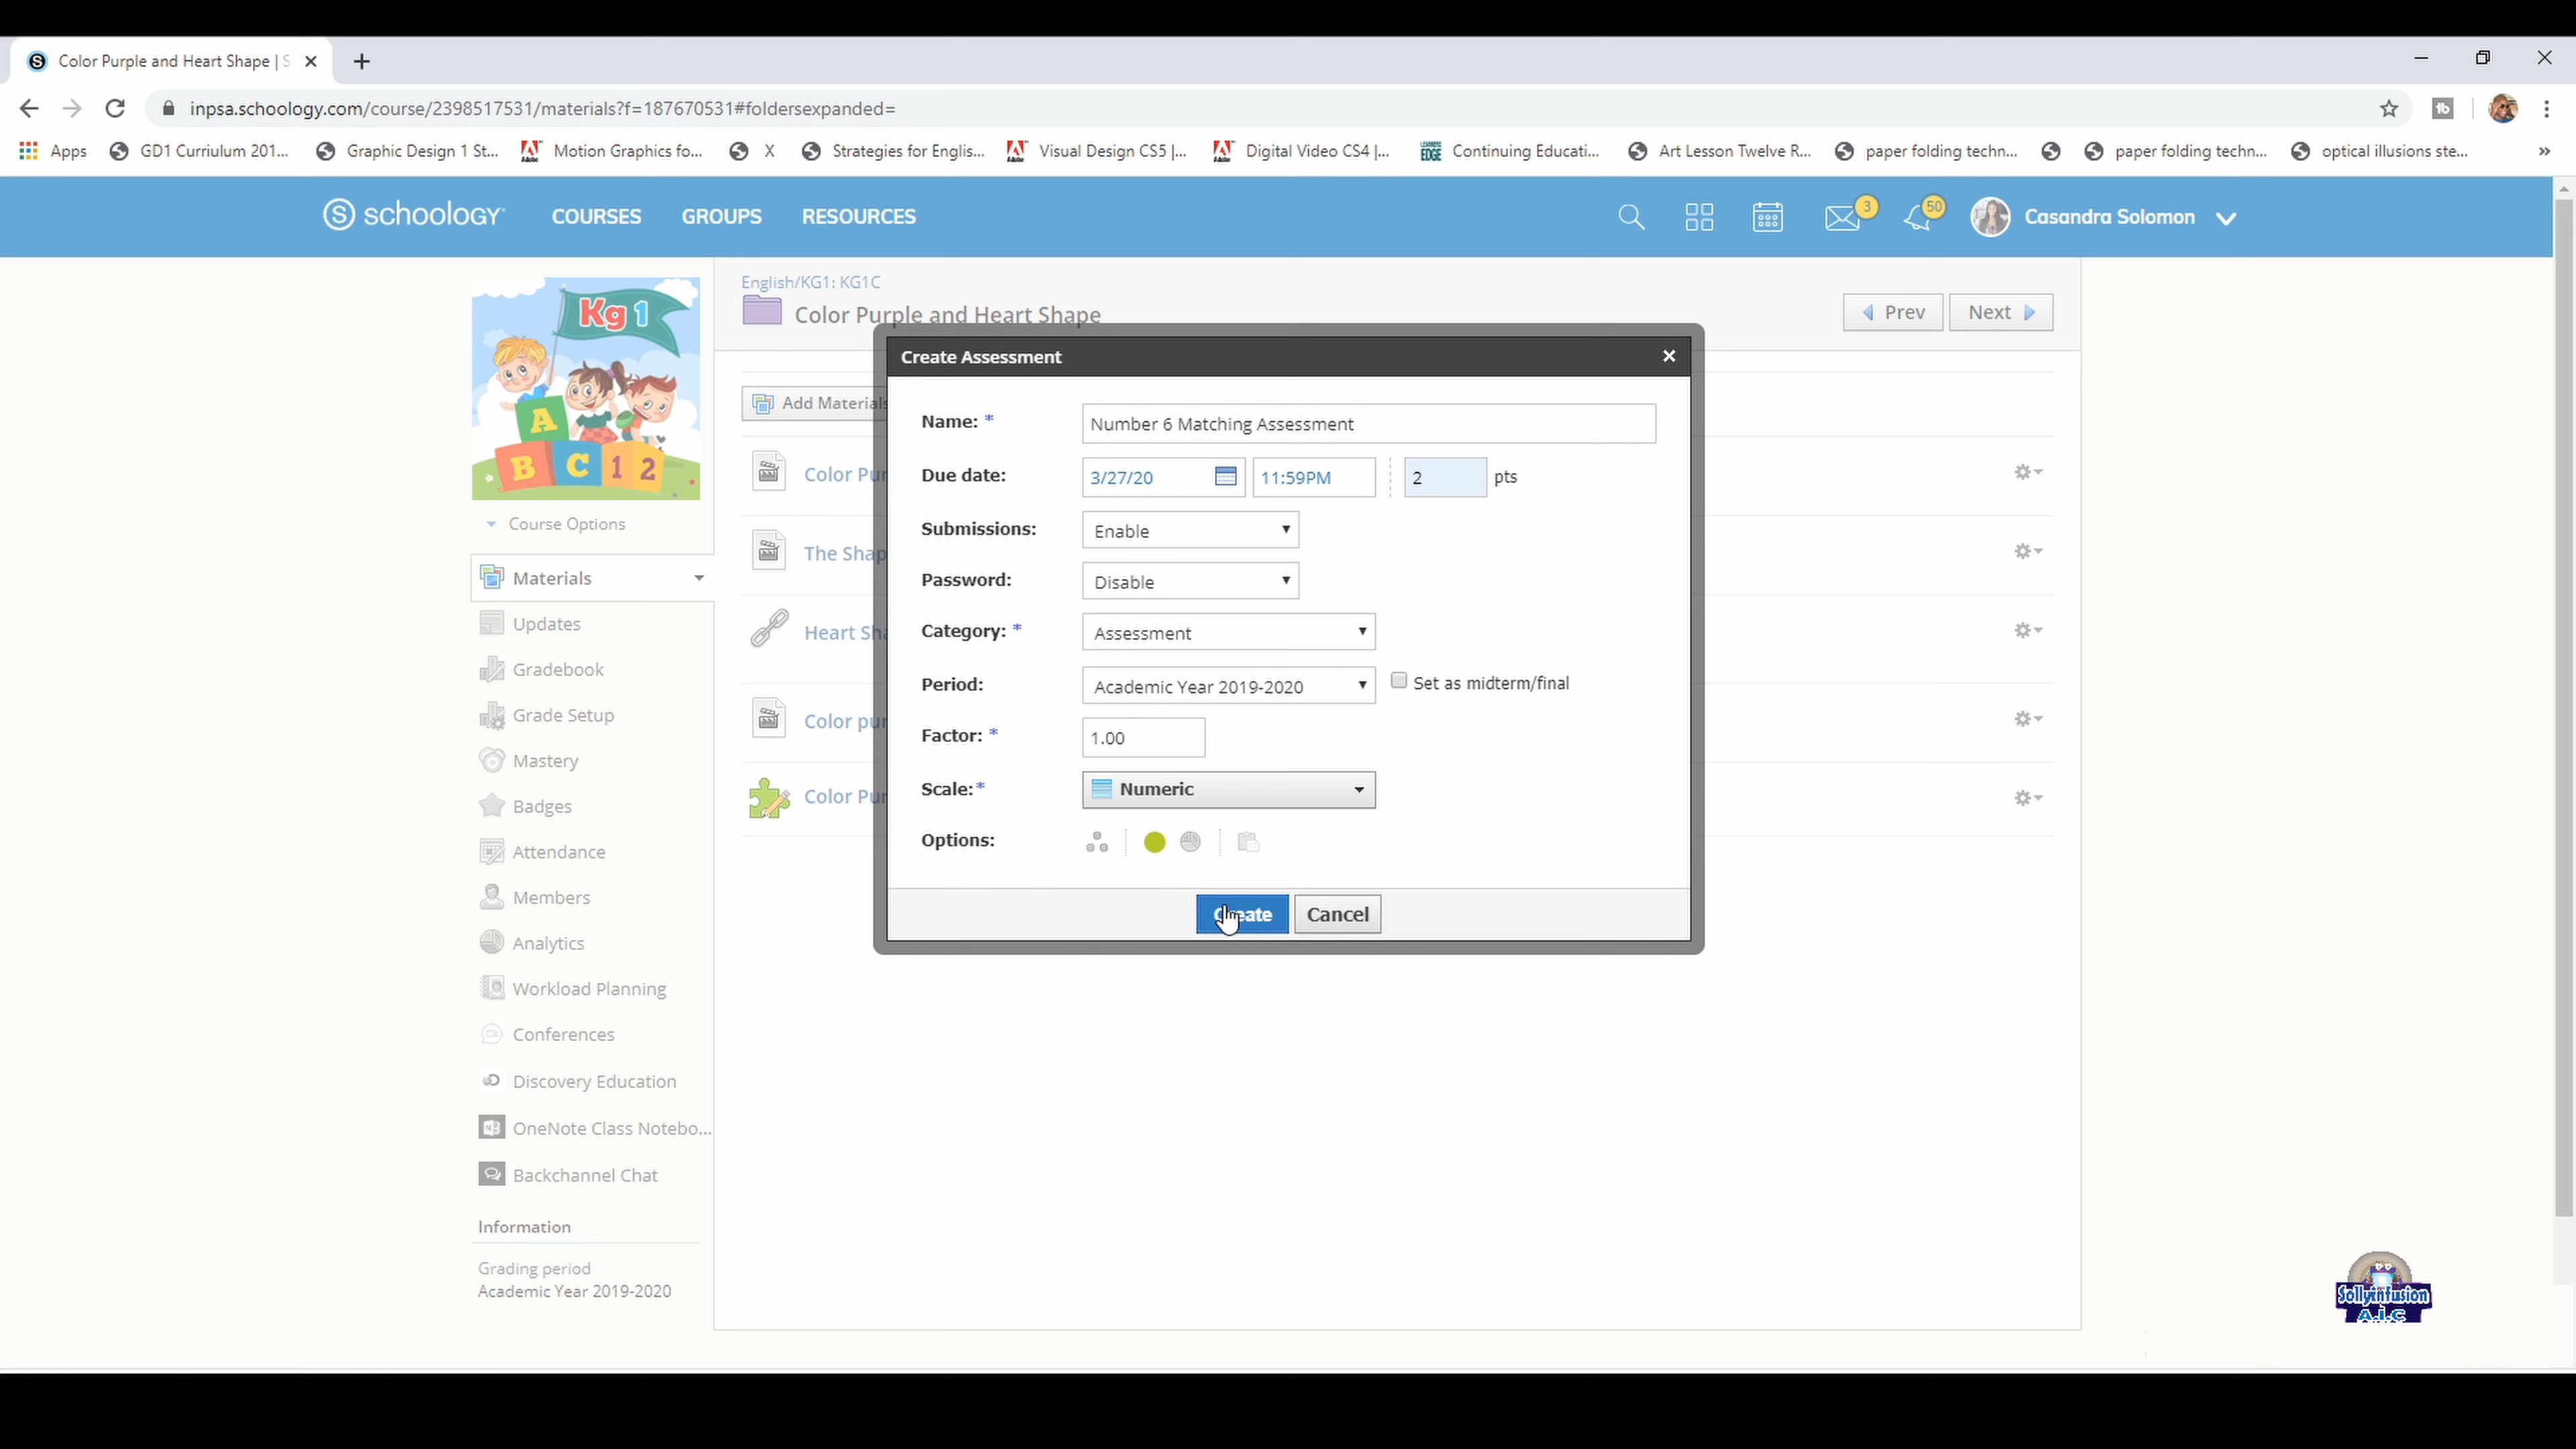 Color Purple and Heart Shape | S
inpsa.schoology.com/course/2398517531/materials?f=187670531#foldersexpanded=
Apps GD1 Curriulum 201... Graphic Design 1 St... Motion Graphics fo... X Strategies for Englis... Visual Design CS5 |... Digital Video CS4 |... Continuing Educati... Art Lesson Twelve R... paper folding techn... paper folding techn... optical illusions ste... »
schoology COURSES GROUPS RESOURCES 3 50 Casandra Solomon
Kg 1
A
B C 1 2
English/KG1: KG1C
Color Purple and Heart Shape
Prev Next
Create Assessment
Add Materials
Name: * Number 6 Matching Assessment
Due date: 3/27/20 11:59PM 2 pts
Submissions: Enable
Password: Disable
Category: * Assessment
Period: Academic Year 2019-2020 Set as midterm/final
Factor: * 1.00
Scale:* Numeric
Options:
Create Cancel
Color Pur
The Shap
Heart Sha
Color pur
Color Pur
Course Options
Materials
Updates
Gradebook
Grade Setup
Mastery
Badges
Attendance
Members
Analytics
Workload Planning
Conferences
Discovery Education
OneNote Class Notebo...
Backchannel Chat
Information
Grading period
Academic Year 2019-2020
Sollyinfusion
A.I.C